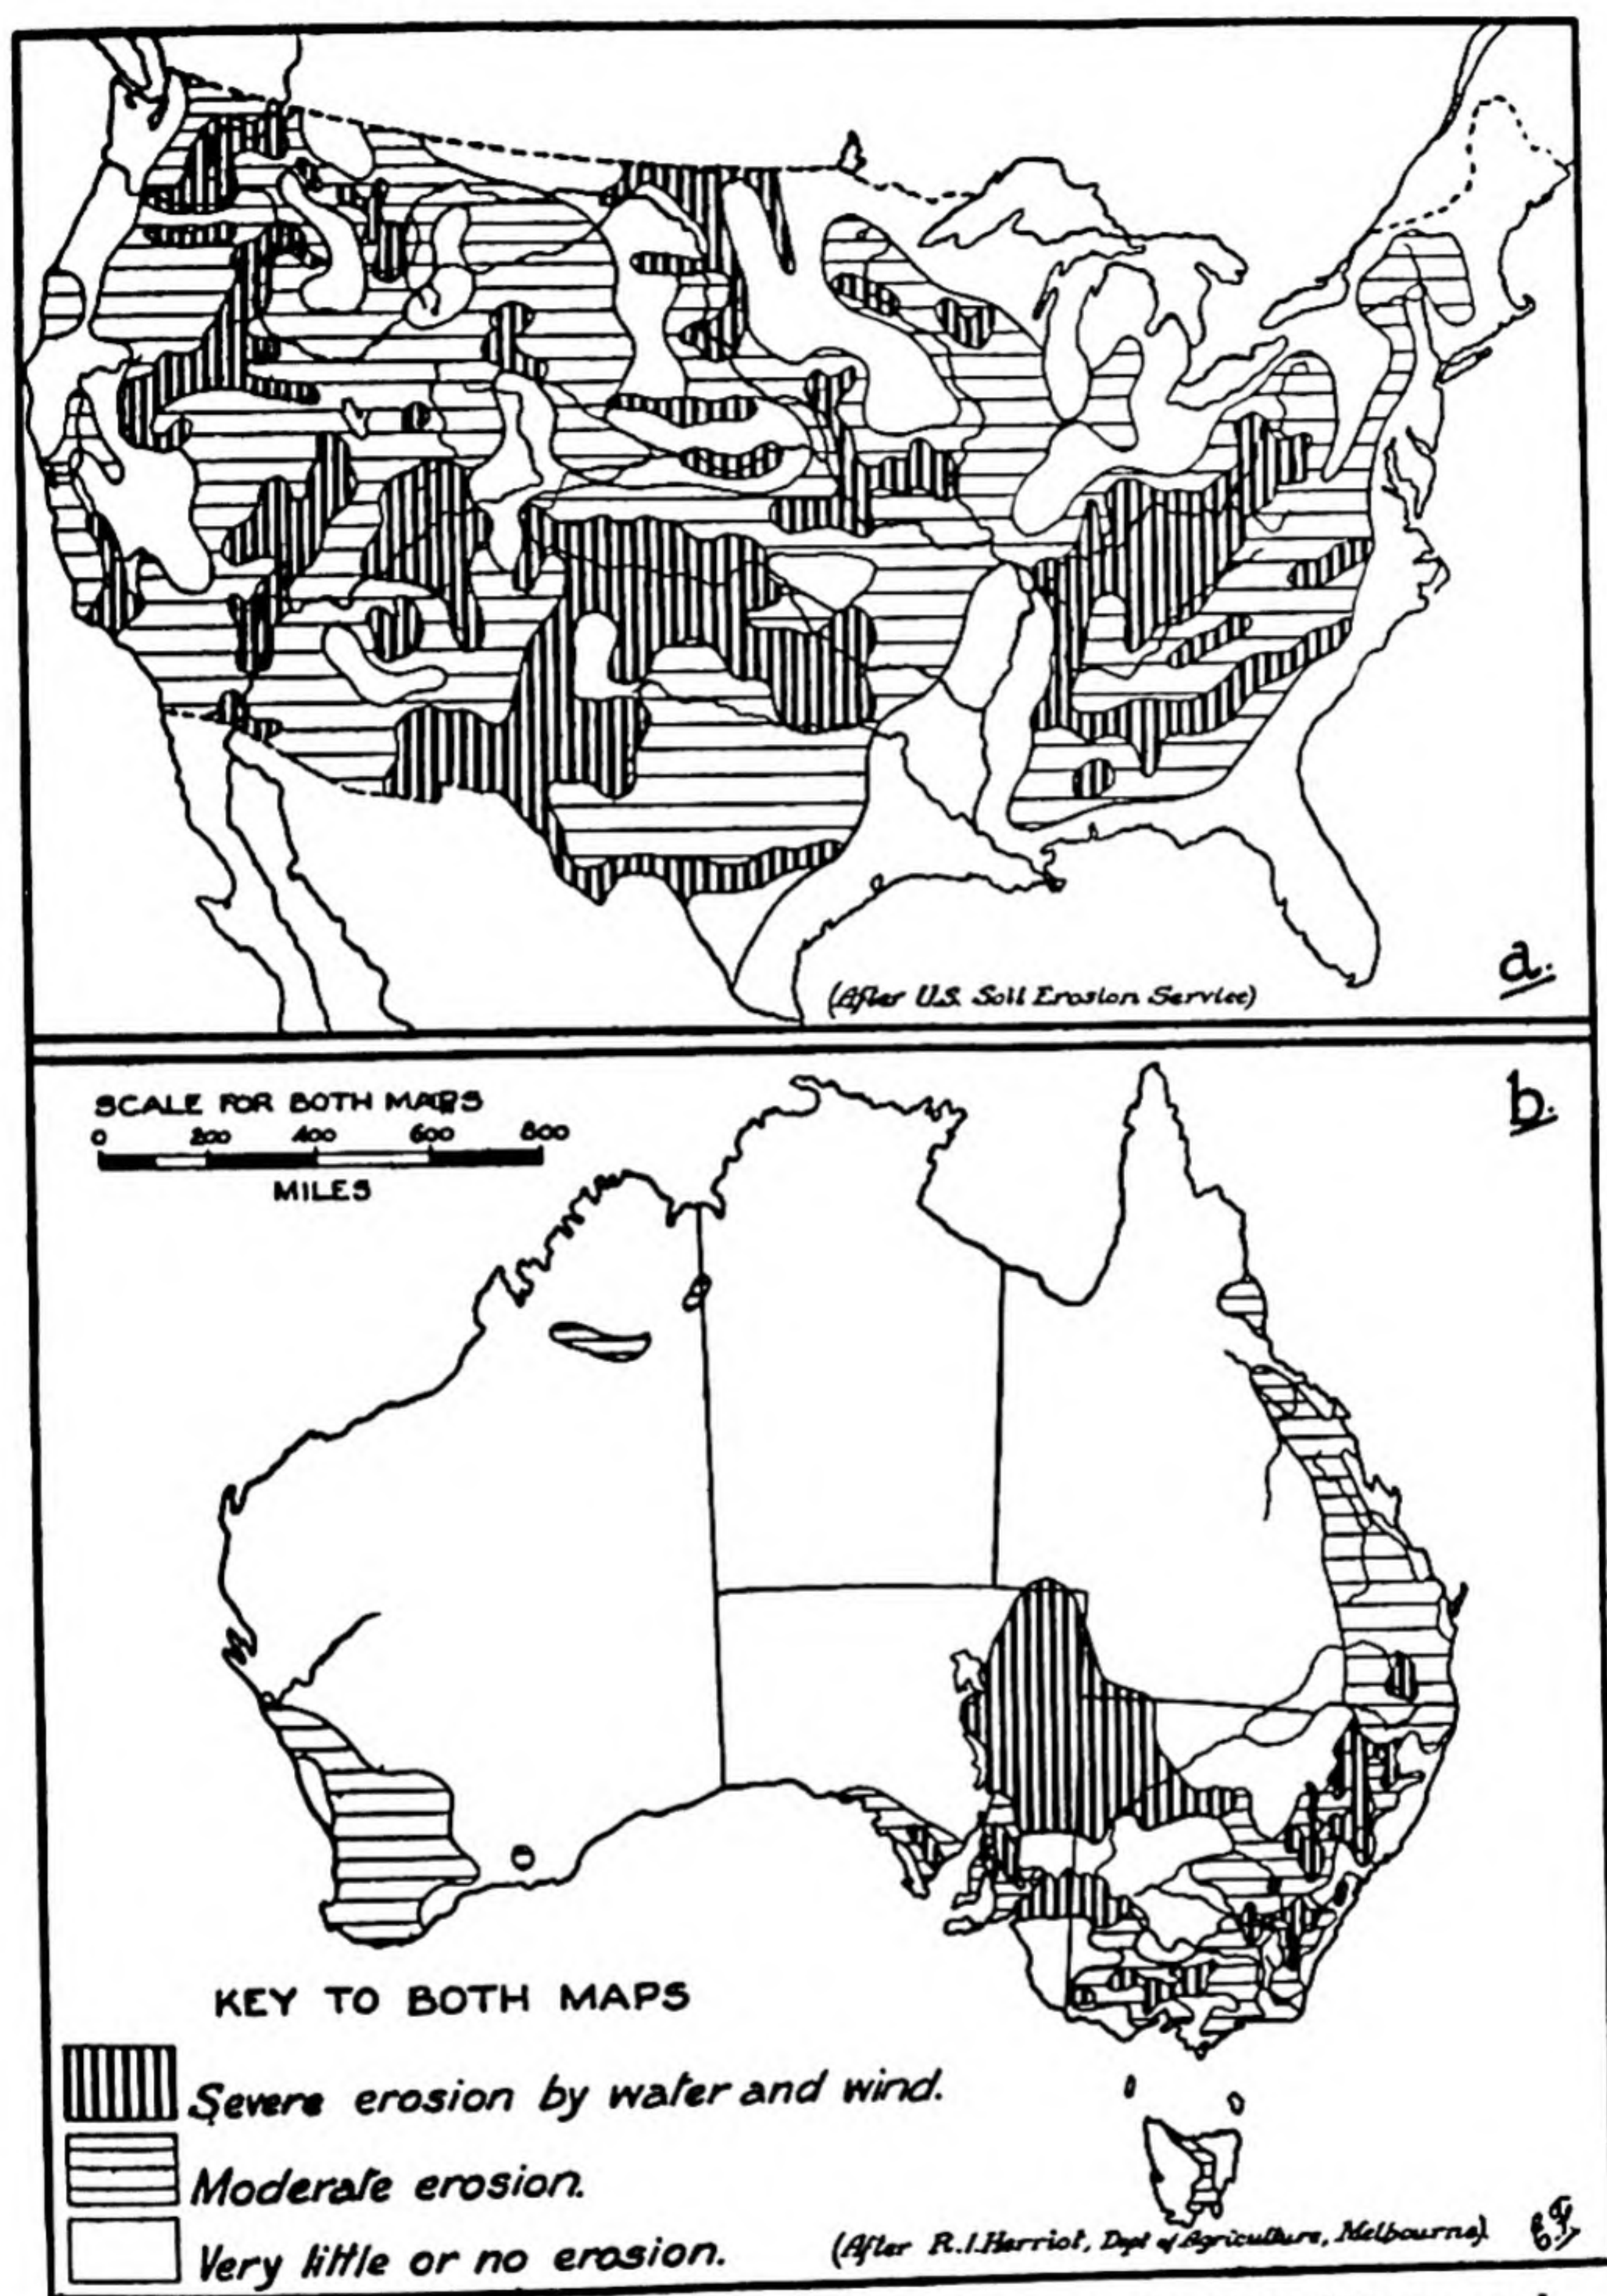 (After U.S. Soil Erosion Service)
a.
SCALE FOR BOTH MAPS
0 200 400 600 800
MILES
b.
KEY TO BOTH MAPS
Severe erosion by water and wind.
Moderate erosion.
Very little or no erosion.
(After R.I. Herriot, Dept of Agriculture, Melbourne)